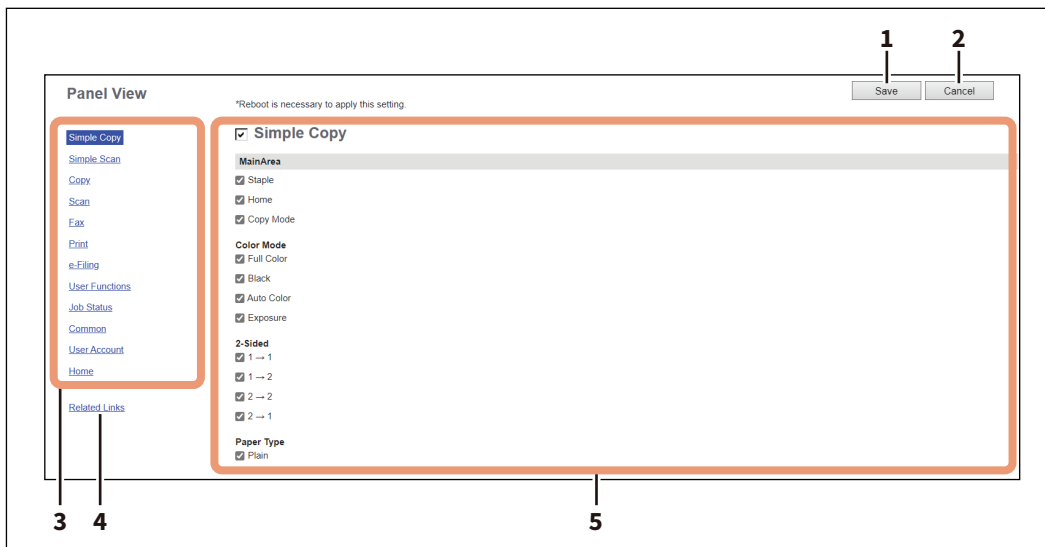 1 2
Panel View
*Reboot is necessary to apply this setting.
Save Cancel
Simple Copy
Simple Scan
Copy
Scan
Fax
Print
e-Filing
User Functions
Job Status
Common
User Account
Home
Related Links
Simple Copy
MainArea
Staple
Home
Copy Mode
Color Mode
Full Color
Black
Auto Color
Exposure
2-Sided
1 → 1
1 → 2
2 → 2
2 → 1
Paper Type
Plain
3 4 5